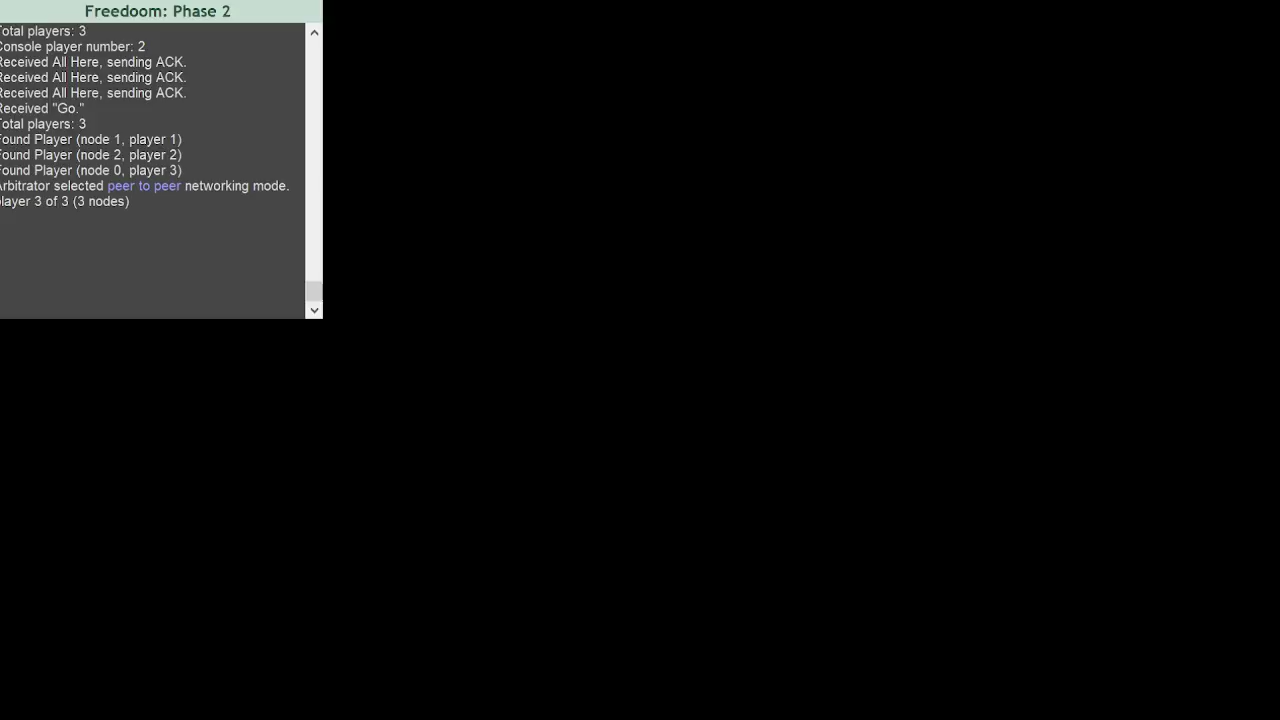 Freedoom: Phase 2
Total players: 3
Console player number: 2
Received All Here, sending ACK.
Received All Here, sending ACK.
Received All Here, sending ACK.
Received "Go."
Total players: 3
Found Player (node 1, player 1)
Found Player (node 2, player 2)
Found Player (node 0, player 3)
Arbitrator selected peer to peer networking mode.
player 3 of 3 (3 nodes)